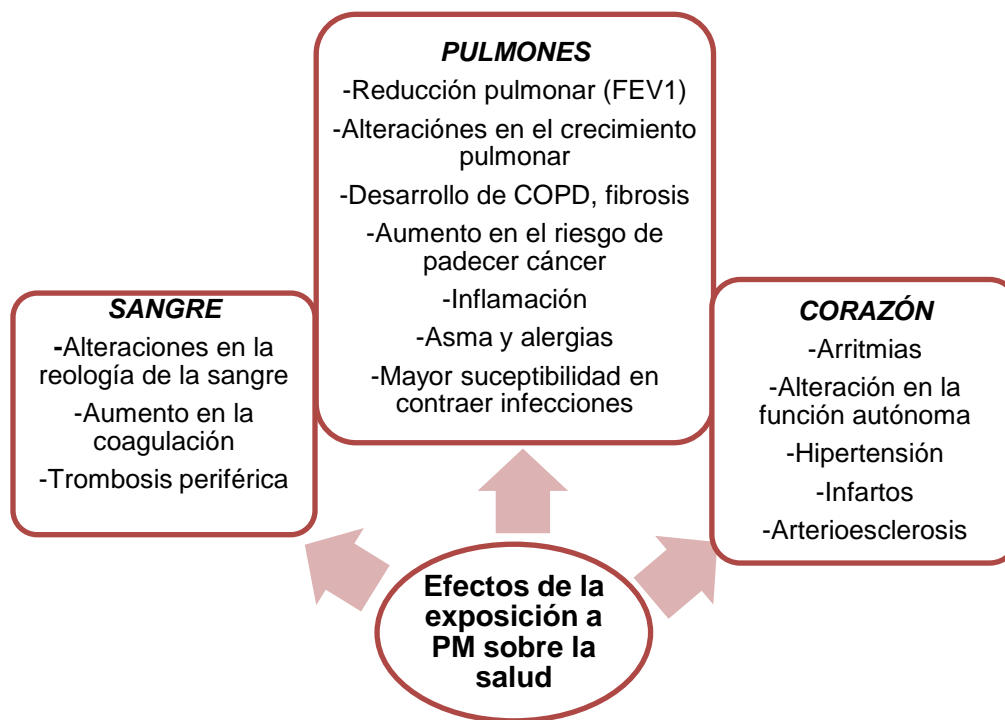 PULMONES
-Reducción pulmonar (FEV1)
-Alteraciónes en el crecimiento
pulmonar
-Desarrollo de COPD, fibrosis
-Aumento en el riesgo de
padecer cáncer
-Inflamación
-Asma y alergias
-Mayor suceptibilidad en
contraer infecciones
SANGRE
-Alteraciones en la
reología de la sangre
-Aumento en la
coagulación
-Trombosis periférica
CORAZÓN
-Arritmias
-Alteración en la
función autónoma
-Hipertensión
-Infartos
-Arterioesclerosis
Efectos de la
exposición a
PM sobre la
salud